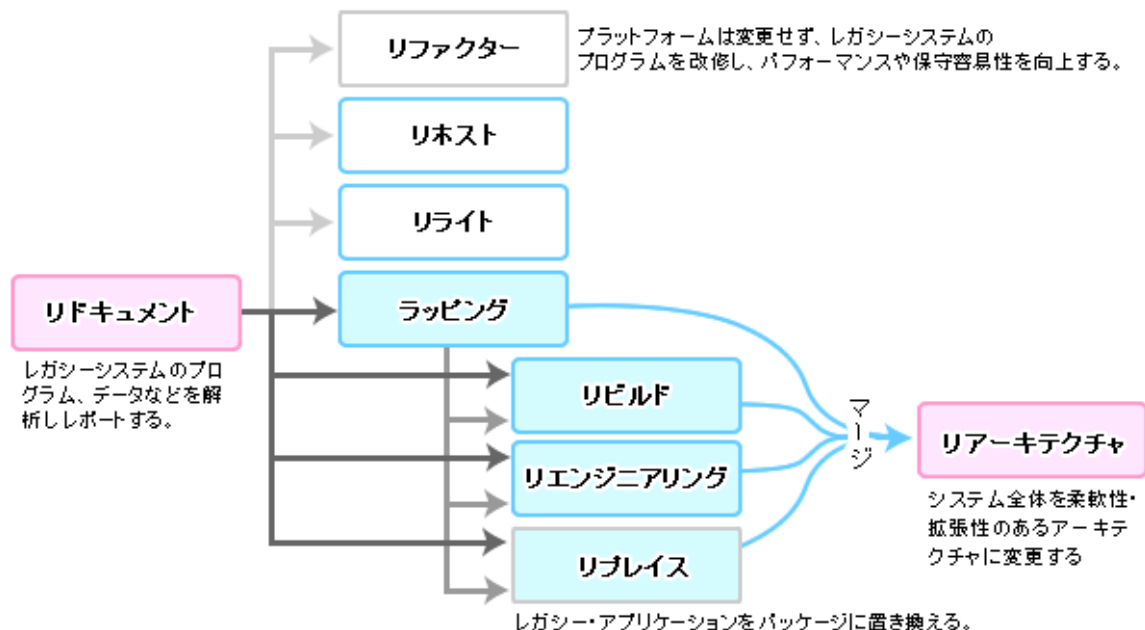 リファクター
プラットフォームは変更せず、レガシーシステムの
プログラムを改修し、パフォーマンスや保守容易性を向上する。
リホスト
リライト
リドキュメント
レガシーシステムのプロ
グラム、データなどを解
析しレポートする。
ラッピング
リビルド
リエンジニアリング
リプレイス
レガシー・アプリケーションをパッケージに置き換える。
マージ
リアーキテクチャ
システム全体を柔軟性・
拡張性のあるアーキテ
クチャに変更する